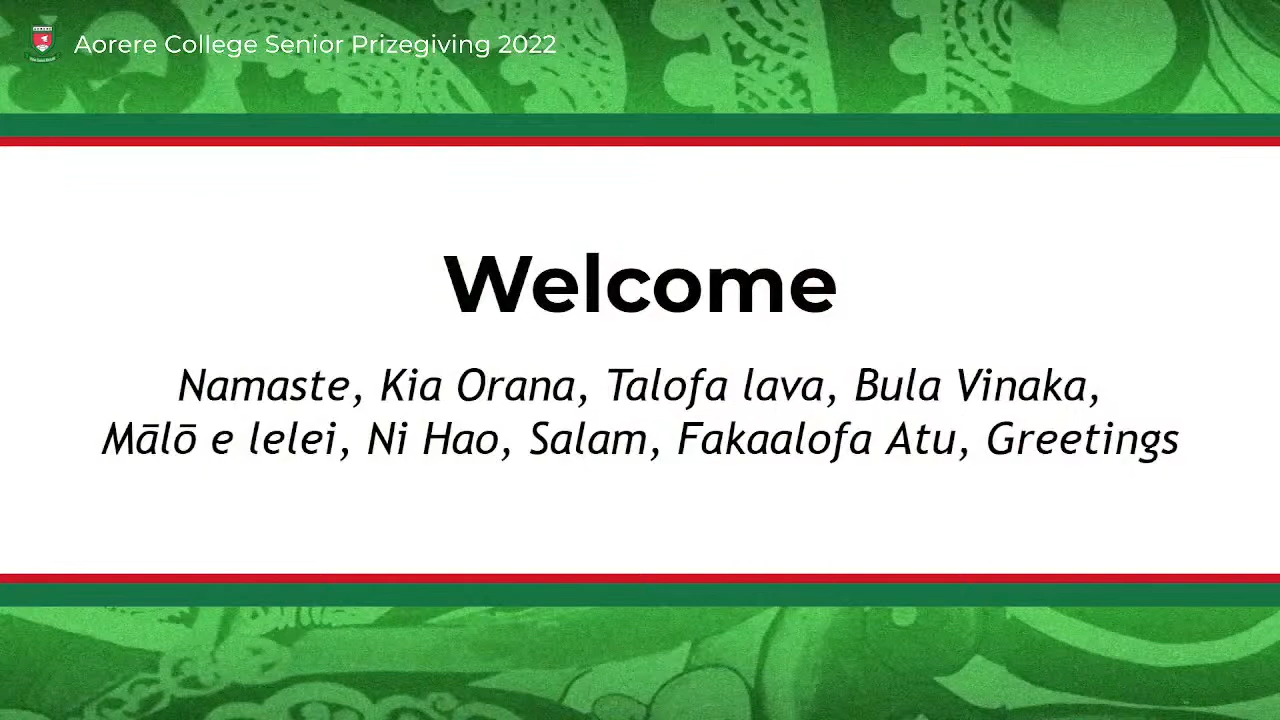 Aorere College Senior Prizegiving 2022
Welcome
Namaste, Kia Orana, Talofa lava, Bula Vinaka,
Mālō e lelei, Ni Hao, Salam, Fakaalofa Atu, Greetings